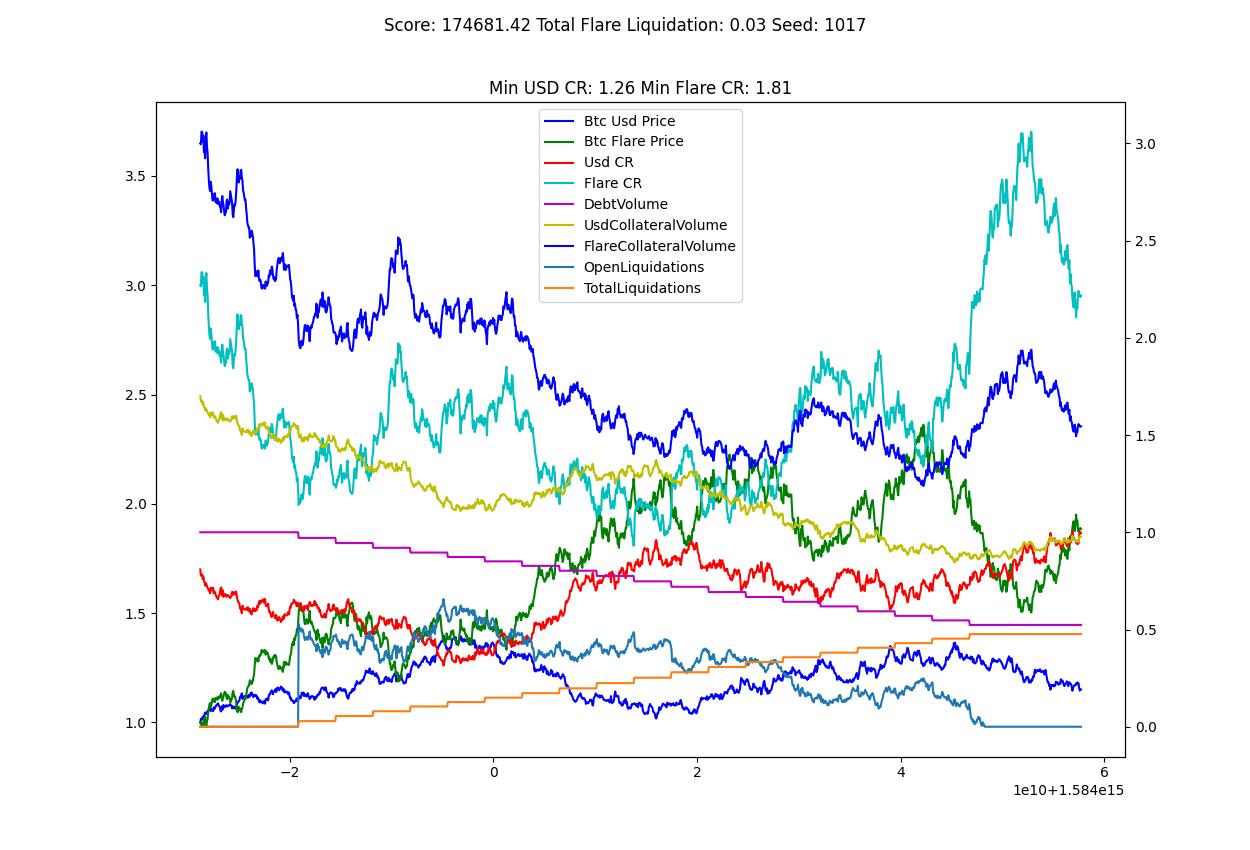 Score: 174681.42 Total Flare Liquidation: 0.03 Seed: 1017
Min USD CR: 1.26 Min Flare CR: 1.81
Btc Usd Price
Btc Flare Price
Usd CR
Flare CR
DebtVolume
UsdCollateralVolume
FlareCollateralVolume
OpenLiquidations
TotalLiquidations
3.5
3.0
2.5
2.0
1.5
1.0
3.0
2.5
2.0
1.5
1.0
0.5
0.0
−2
0
2
4
6
1e10+1.584e15